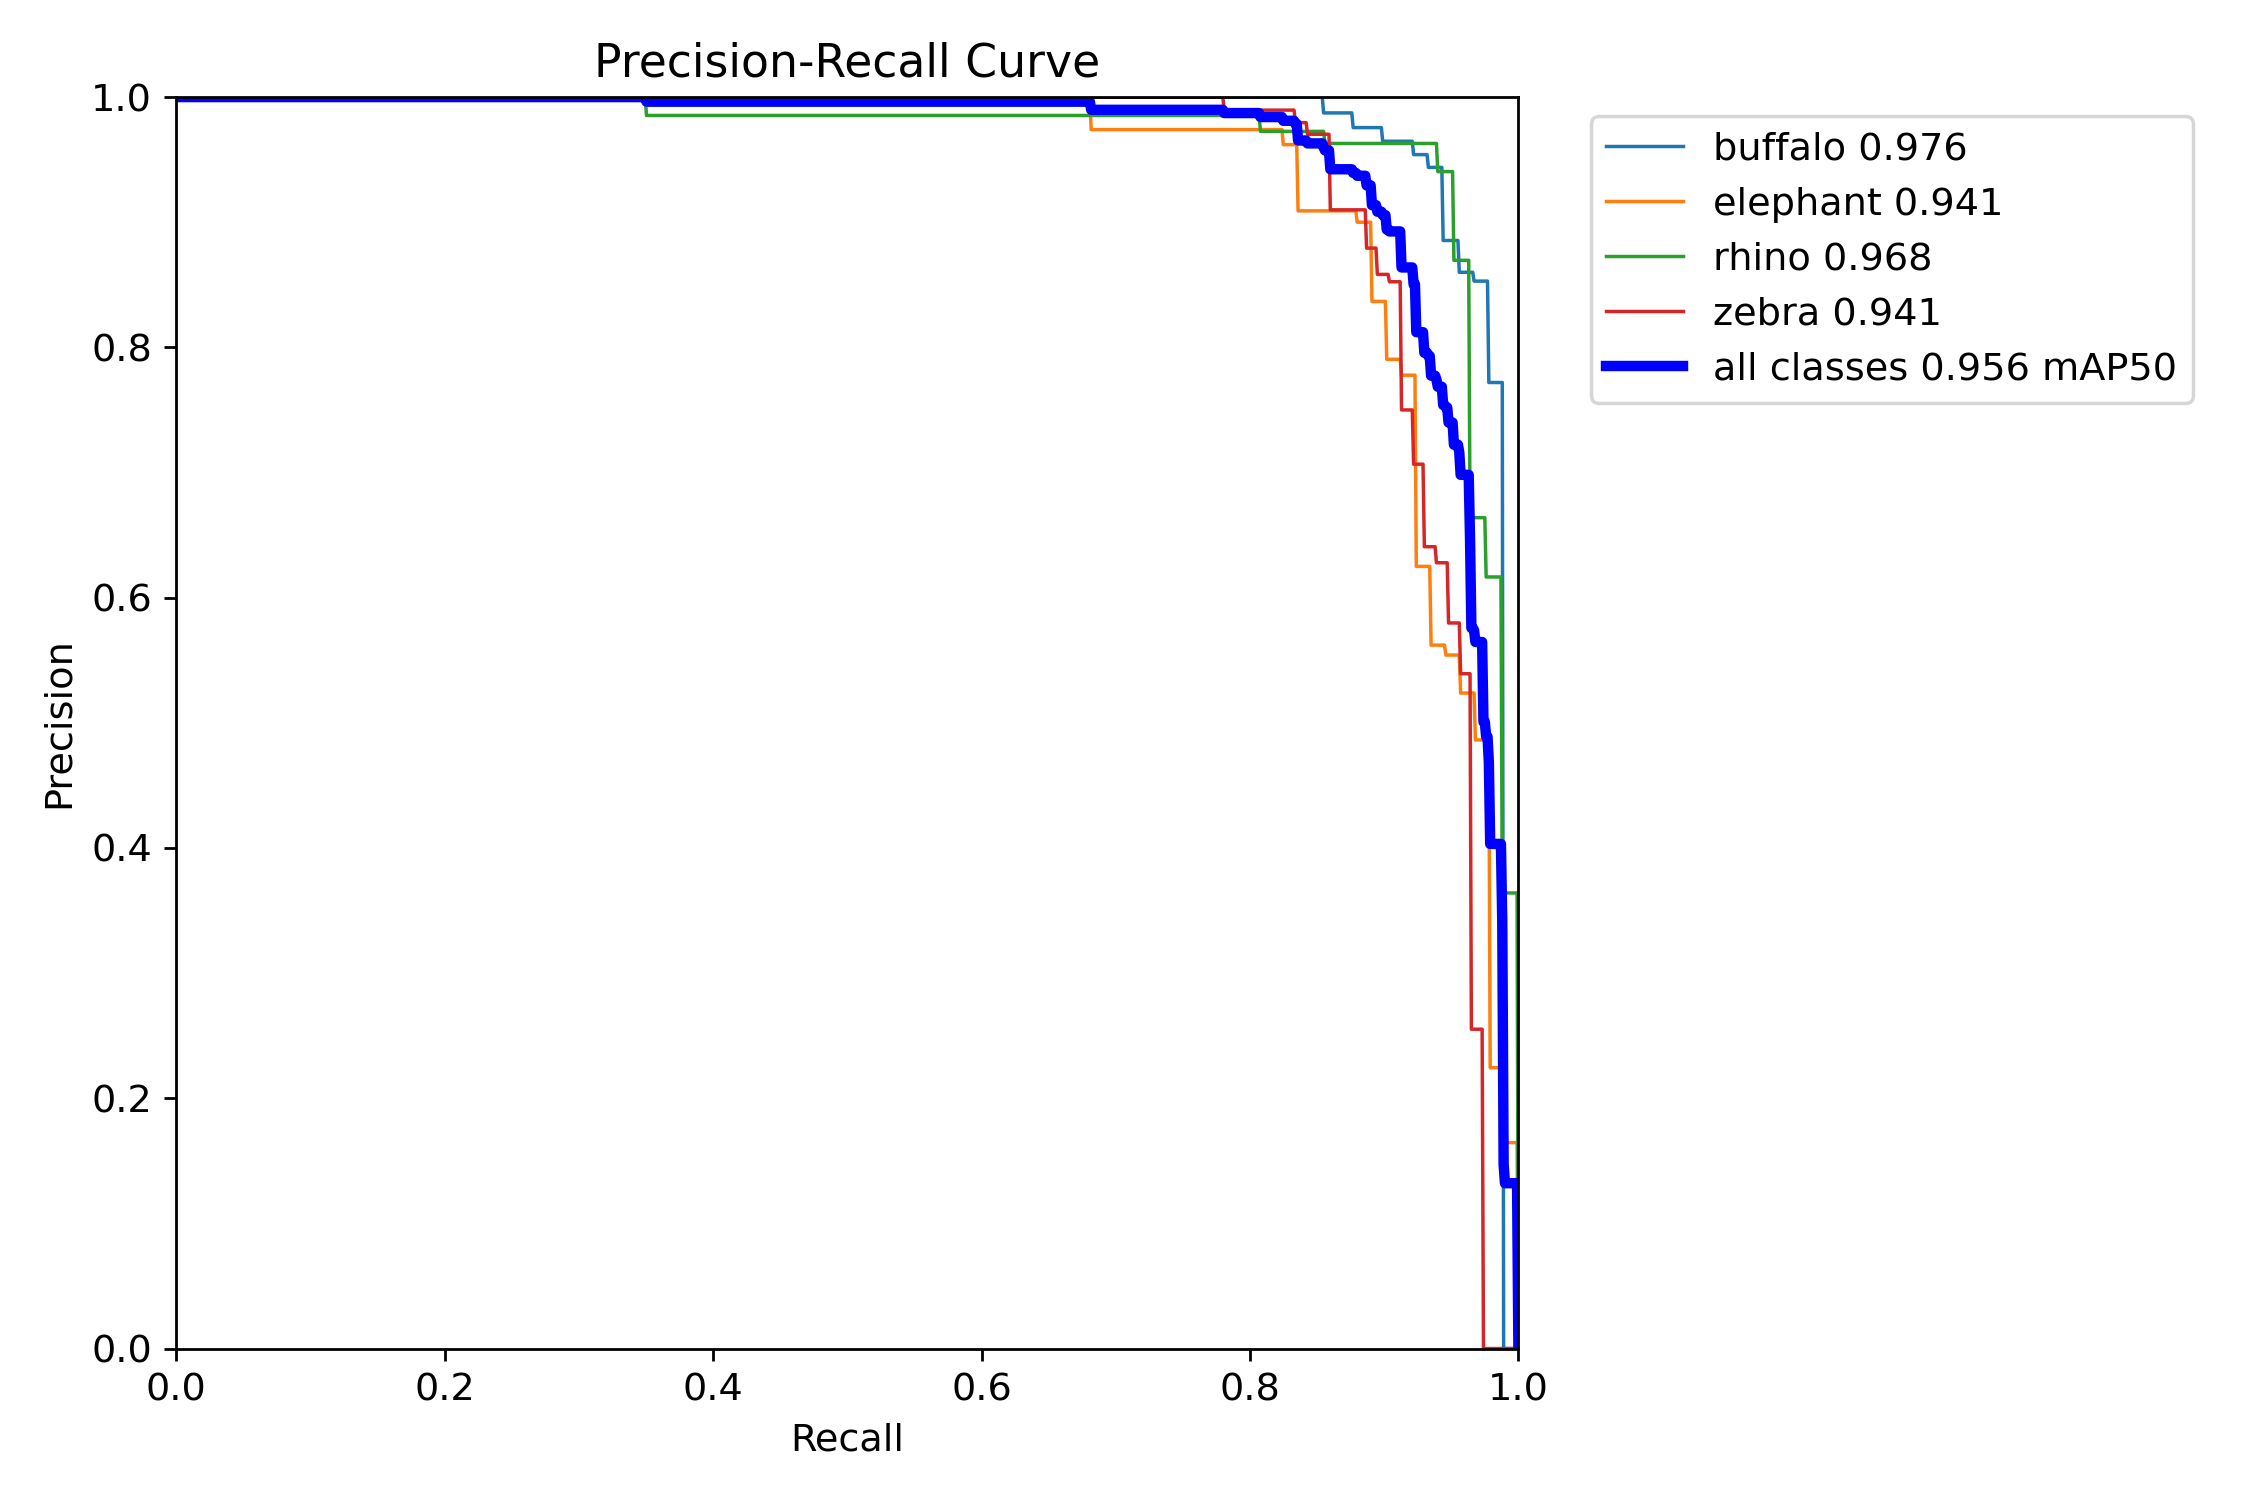 Precision-Recall Curve
1.0
0.8
0.6
0.4
0.2
0.0
Precision
0.0 0.2 0.4 0.6 0.8 1.0
Recall
buffalo 0.976
elephant 0.941
rhino 0.968
zebra 0.941
all classes 0.956 mAP50